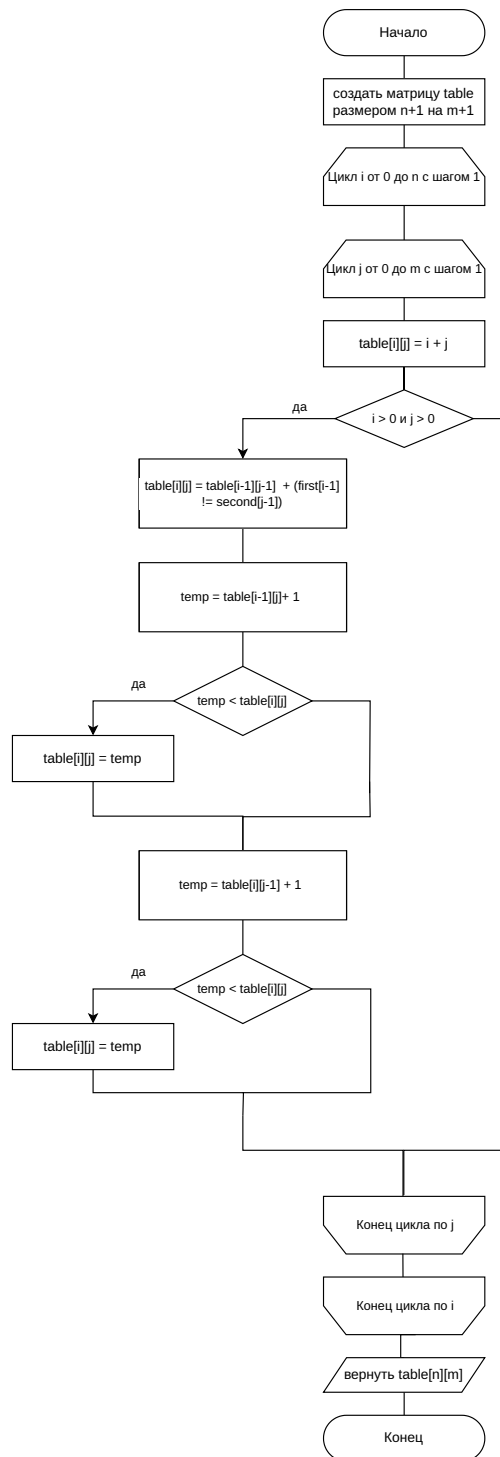 Начало
создать матрицу table
размером n+1 на m+1
Цикл i от 0 до n с шагом 1
Цикл j от 0 до m с шагом 1
table[i][j] = i + j
i > 0 и j > 0
да
table[i][j] = table[i-1][j-1] + (first[i-1]
!= second[j-1])
temp = table[i-1][j]+ 1
temp < table[i][j]
да
table[i][j] = temp
temp = table[i][j-1] + 1
temp < table[i][j]
да
table[i][j] = temp
Конец цикла по j
Конец цикла по i
вернуть table[n][m]
Конец